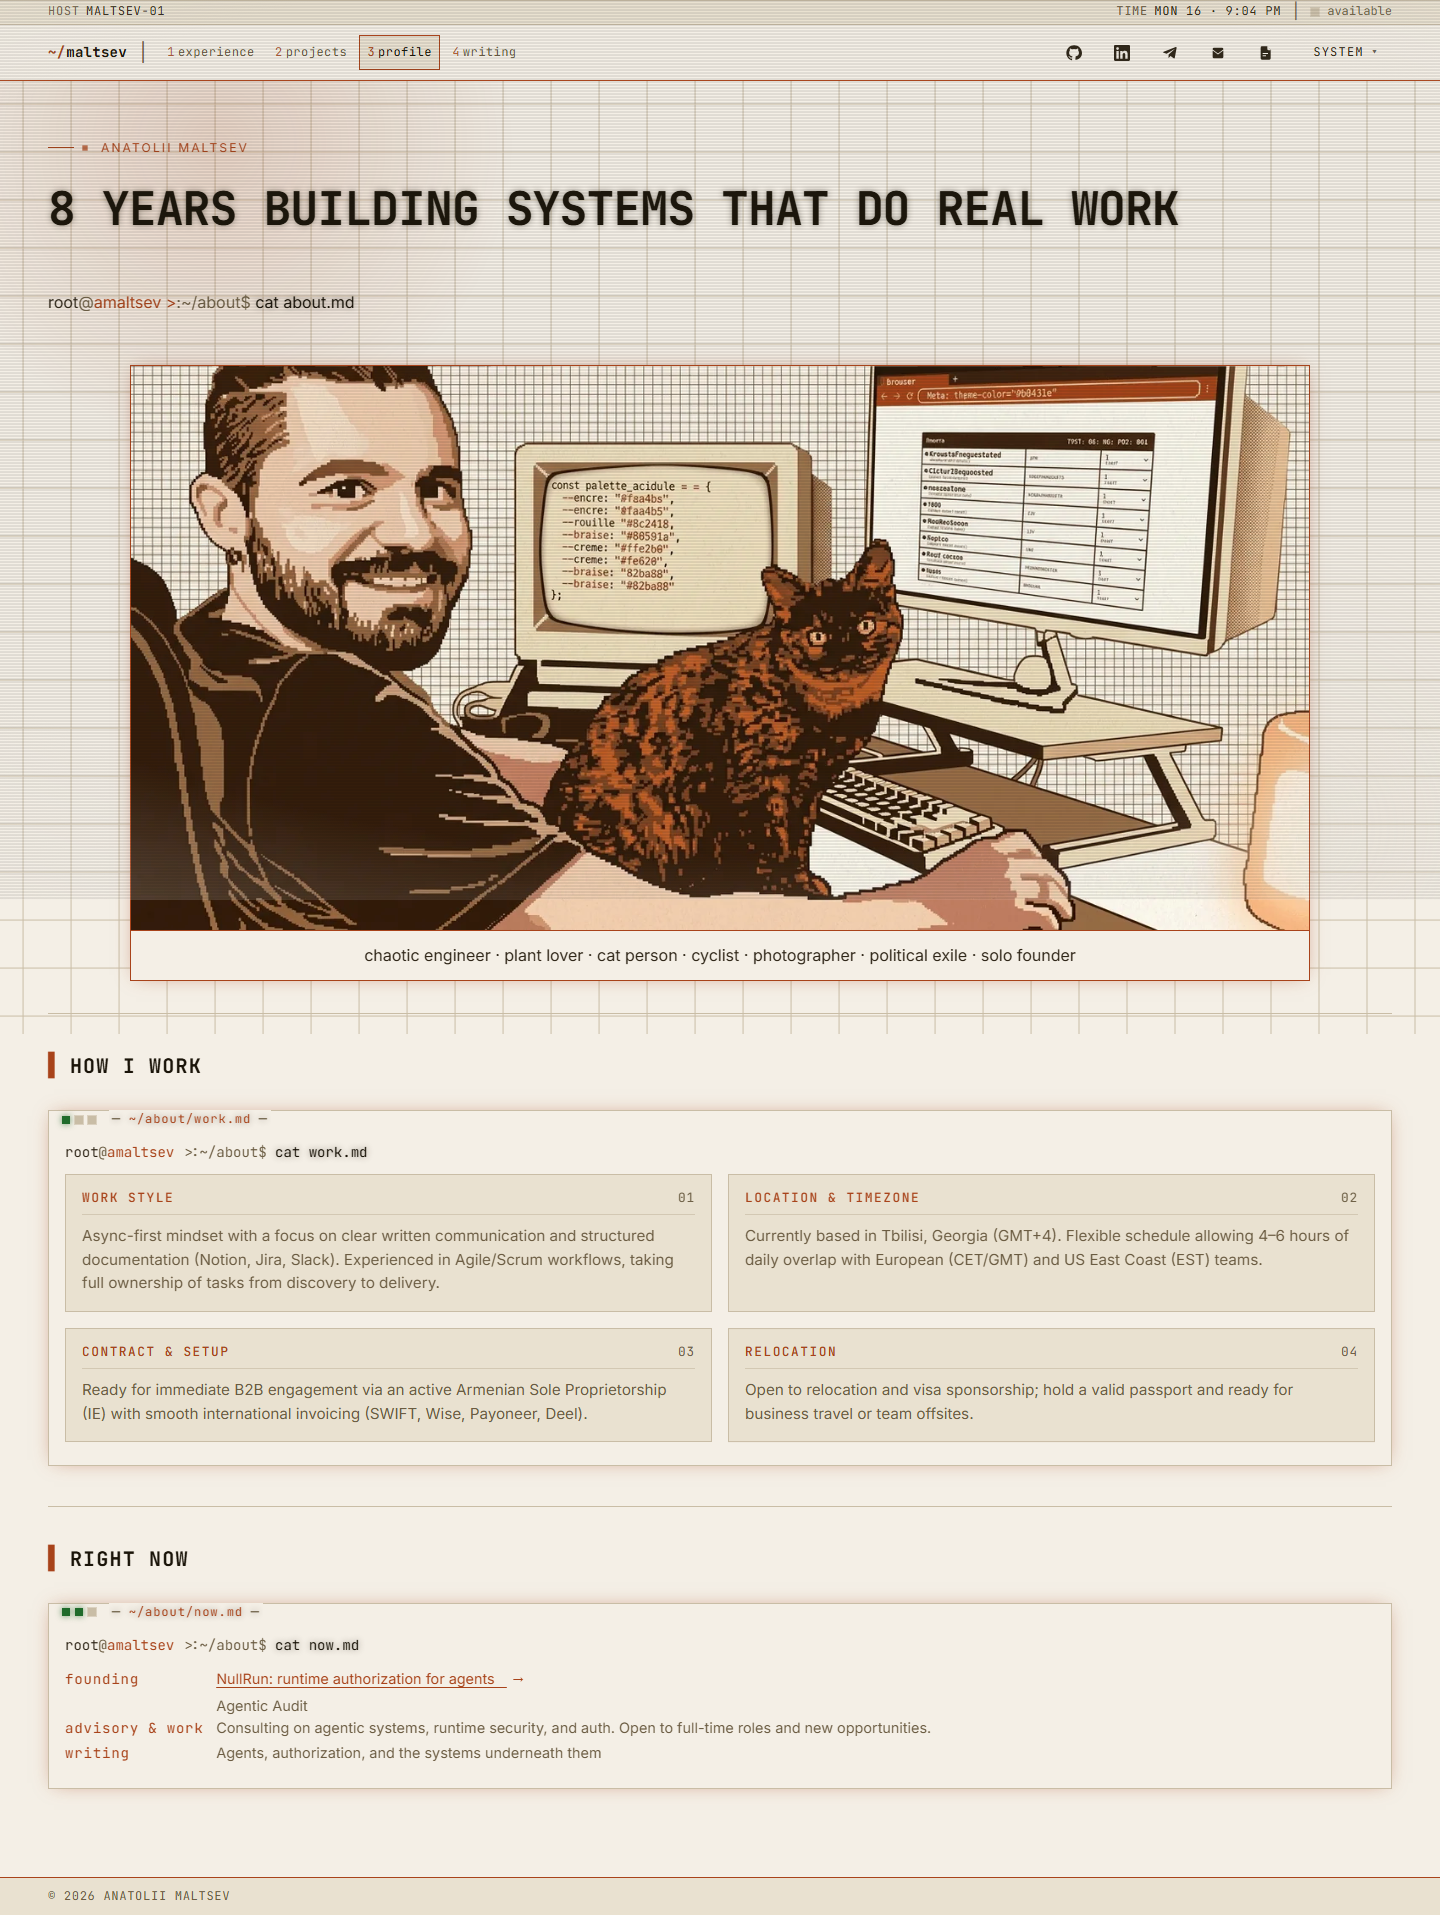 HOST MALTSEV-01
TIME MON 16 · 9:04 PM
available
~/maltsev
1 experience
2 projects
3 profile
4 writing
SYSTEM
ANATOLII MALTSEV
8 YEARS BUILDING SYSTEMS THAT DO REAL WORK
root@amaltsev >:~/about$ cat about.md
Brouser
Meta: theme-color="#9b0431e"
const palette_acidule = = {
--encre: "#faa4bs",
--encre: "#faa4b5",
--rouille "#8c2418,
--braise: "#80591a",
--creme: "#ffe2b0",
--creme: "#fe620",
--braise: "82ba88",
--braise: "#82ba88"
};
chaotic engineer · plant lover · cat person · cyclist · photographer · political exile · solo founder
HOW I WORK
— ~/about/work.md —
root@amaltsev >:~/about$ cat work.md
WORK STYLE 01
Async-first mindset with a focus on clear written communication and structured
documentation (Notion, Jira, Slack). Experienced in Agile/Scrum workflows, taking
full ownership of tasks from discovery to delivery.
LOCATION & TIMEZONE 02
Currently based in Tbilisi, Georgia (GMT+4). Flexible schedule allowing 4–6 hours of
daily overlap with European (CET/GMT) and US East Coast (EST) teams.
CONTRACT & SETUP 03
Ready for immediate B2B engagement via an active Armenian Sole Proprietorship
(IE) with smooth international invoicing (SWIFT, Wise, Payoneer, Deel).
RELOCATION 04
Open to relocation and visa sponsorship; hold a valid passport and ready for
business travel or team offsites.
RIGHT NOW
— ~/about/now.md —
root@amaltsev >:~/about$ cat now.md
founding NullRun: runtime authorization for agents →
Agentic Audit
advisory & work Consulting on agentic systems, runtime security, and auth. Open to full-time roles and new opportunities.
writing Agents, authorization, and the systems underneath them
© 2026 ANATOLII MALTSEV